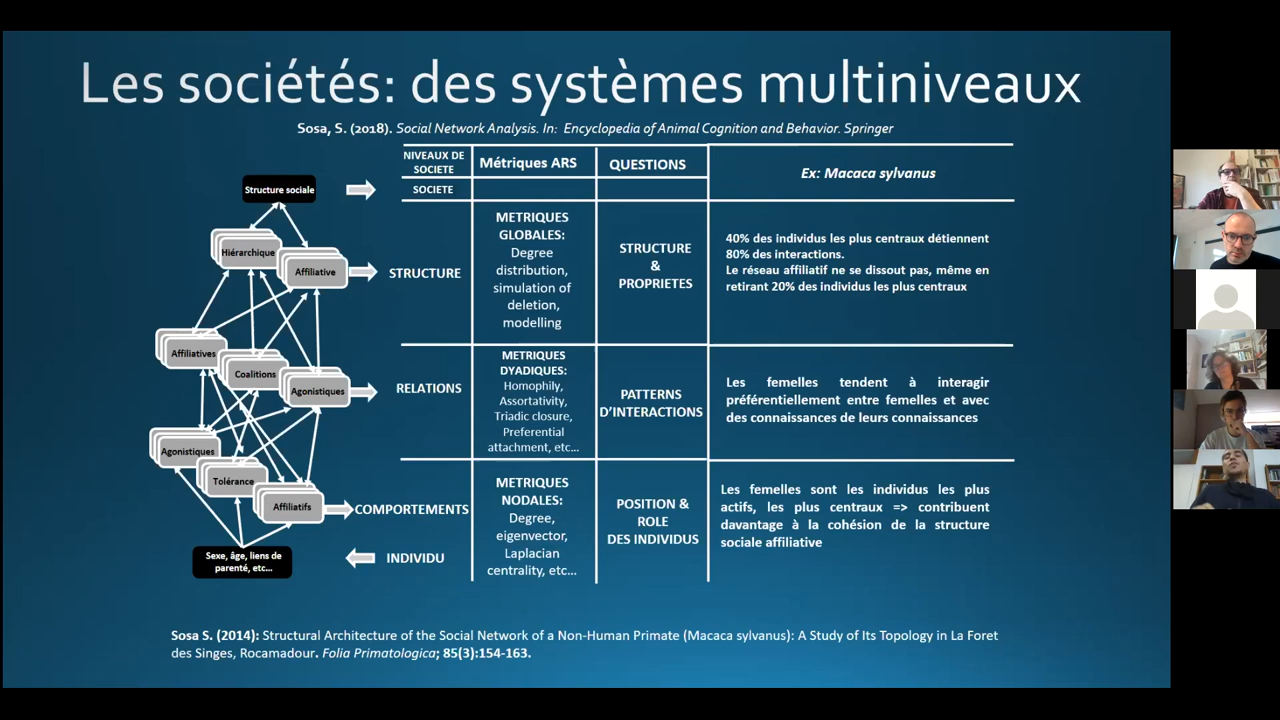 Les sociétés: des systèmes multiniveaux
Sosa, S. (2018). Social Network Analysis. In: Encyclopedia of Animal Cognition and Behavior. Springer
Structure sociale
Hiérarchique
Affiliative
Affiliatives
Coalitions
Agonistiques
Agonistiques
Tolérance
Affiliatifs
Sexe, âge, liens de
parenté, etc...
NIVEAUX DE
SOCIETE
Métriques ARS
QUESTIONS
Ex: Macaca sylvanus
SOCIETE
STRUCTURE
METRIQUES
GLOBALES:
Degree
distribution,
simulation of
deletion,
modelling
STRUCTURE
&
PROPRIETES
40% des individus les plus centraux détiennent
80% des interactions.
Le réseau affiliatif ne se dissout pas, même en
retirant 20% des individus les plus centraux
RELATIONS
METRIQUES
DYADIQUES:
Homophily,
Assortativity,
Triadic closure,
Preferential
attachment, etc...
PATTERNS
D'INTERACTIONS
Les femelles tendent à interagir
préférentiellement entre femelles et avec
des connaissances de leurs connaissances
COMPORTEMENTS
INDIVIDU
METRIQUES
NODALES:
Degree,
eigenvector,
Laplacian
centrality, etc...
POSITION &
ROLE
DES INDIVIDUS
Les femelles sont les individus les plus
actifs, les plus centraux => contribuent
davantage à la cohésion de la structure
sociale affiliative
Sosa S. (2014): Structural Architecture of the Social Network of a Non-Human Primate (Macaca sylvanus): A Study of Its Topology in La Foret
des Singes, Rocamadour. Folia Primatologica; 85(3):154-163.